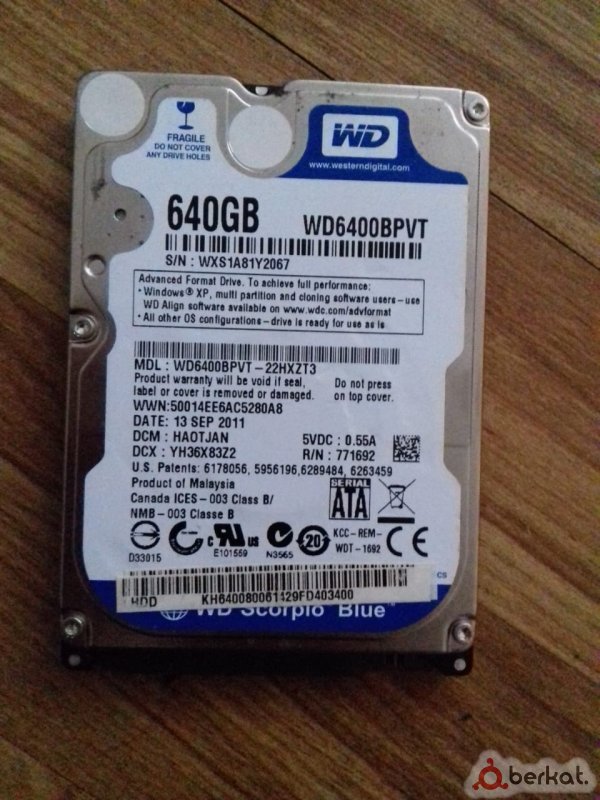 FRAGILE
DO NOT COVER
ANY DRIVE HOLES
WD
www.westerndigital.com
640GB WD6400BPVT
S/N : WXS1A81Y2067
Advanced Format Drive. To achieve full performance:
• Windows® XP, multi partition and cloning software users - use
WD Align software available on www.wdc.com/advformat
• All other OS configurations - drive is ready for use as is
MDL : WD6400BPVT - 22HXZT3
Product warranty will be void if seal,
label or cover is removed or damaged.
Do not press
on top cover.
WWN:50014EE6AC5280A8
DATE: 13 SEP 2011
DCM : HAOTJAN
DCX : YH36X83Z2
5VDC : 0.55A
R/N : 771692
U.S. Patents: 6178056, 5956196,6289484, 6263459
Product of Malaysia
Canada ICES - 003 Class B/
NMB - 003 Classe B
SERIAL
ATA
D33015
c RU us
E101559
N3565
20
KCC - REM -
WDT - 1692
CE
CS
HDD KH640080061429FD403400
WD Scorpio Blue™
berkat.